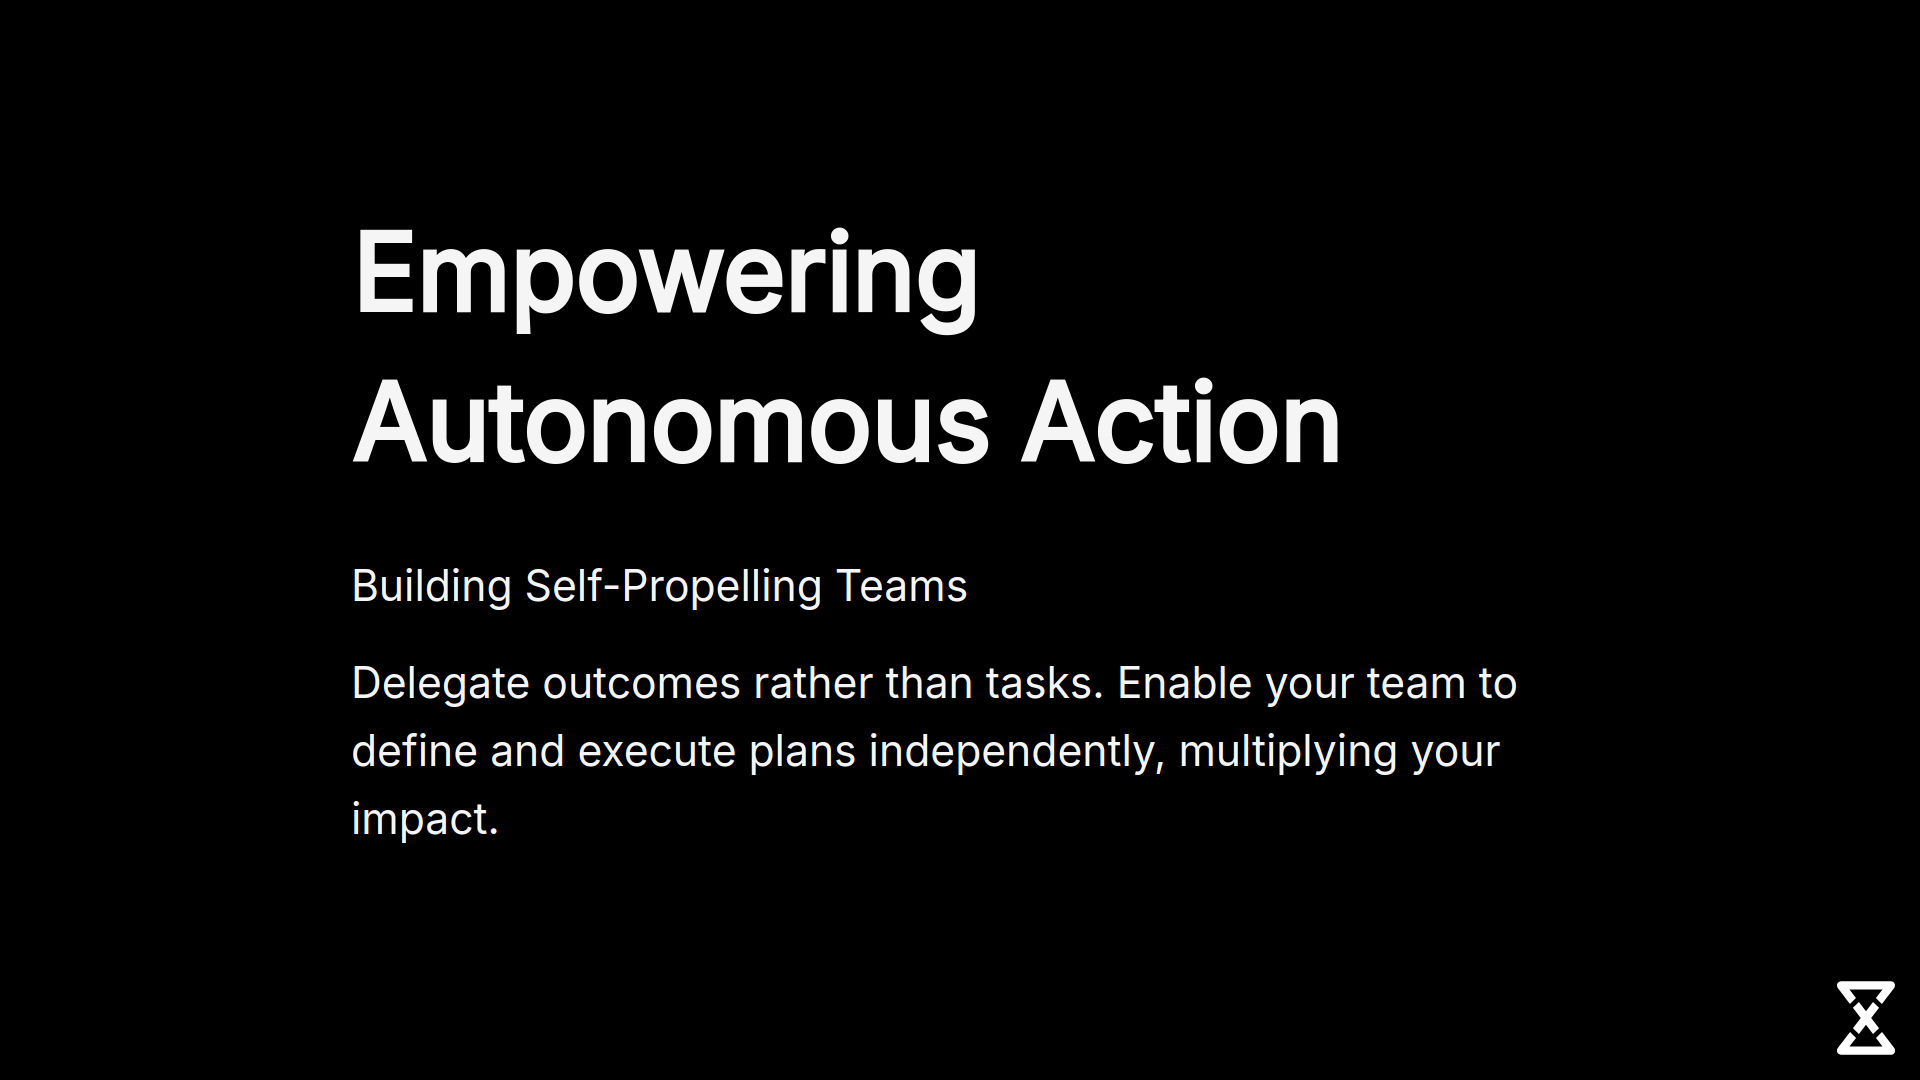 Empowering
Autonomous Action
Building Self-Propelling Teams
Delegate outcomes rather than tasks. Enable your team to
define and execute plans independently, multiplying your
impact.